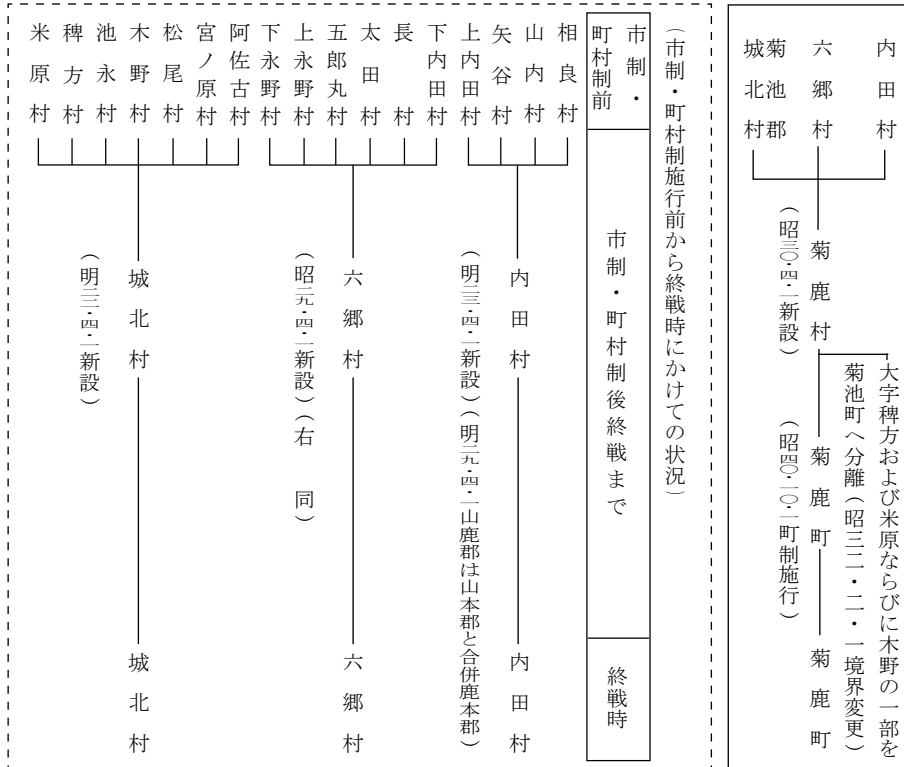 内田村
六郷村
菊池郡
城北村
菊鹿村
(昭三〇・四・一新設)
大字稗方および米原ならびに木野の一部を
菊池町へ分離(昭三二・二・一境界変更)
菊鹿町
(昭四〇・一〇・一町制施行)
菊鹿町
(市制・町村制施行前から終戦時にかけての状況)
市制・
町村制前
市制・町村制後終戦まで
終戦時
相良村
山内村
矢谷村
上内田村
内田村
(明二三・四・一新設)(明二九・四・一山鹿郡は山本郡と合併鹿本郡)
内田村
下内田村
長村
太田村
五郎丸村
上永野村
下永野村
六郷村
(昭二九・四・一新設)(右同)
六郷村
阿佐古村
宮ノ原村
松尾村
木野村
池永村
稗方村
米原村
城北村
(明二二・四・一新設)
城北村